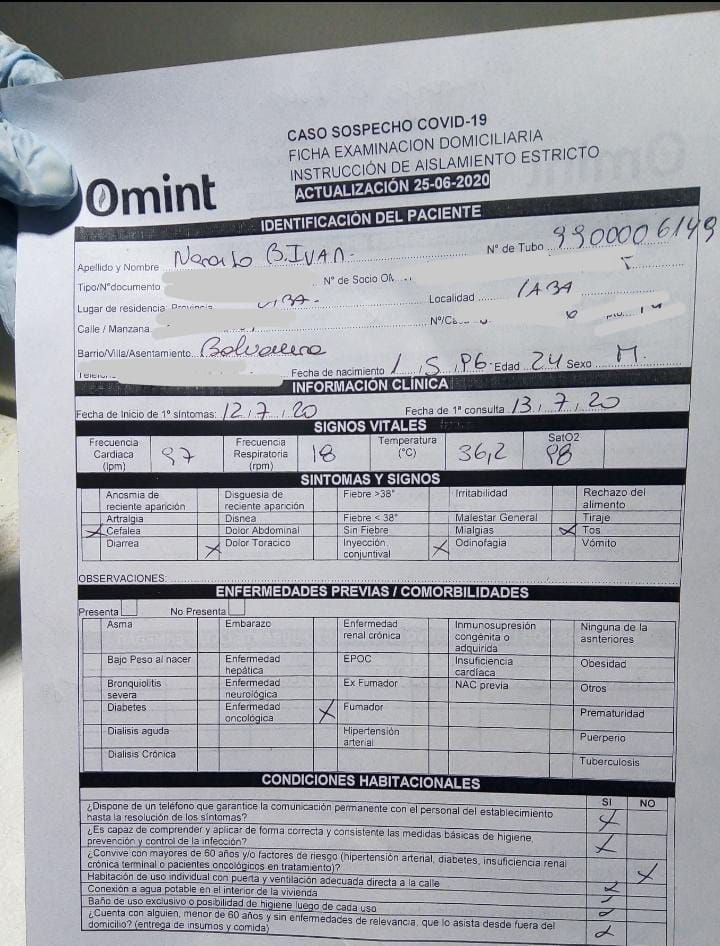 Omint
CASO SOSPECHO COVID-19
FICHA EXAMINACION DOMICILIARIA
INSTRUCCIÓN DE AISLAMIENTO ESTRICTO
ACTUALIZACIÓN 25-06-2020
IDENTIFICACIÓN DEL PACIENTE
Apellido y Nombre B. IVAN - Nº de Tubo 9900006149
Tipo/Nºdocumento Nº de Socio
Lugar de residencia: Provincia Localidad
Calle / Manzana:
Barrio/Villa/Asentamiento Fecha de nacimiento Edad 24 Sexo M.
INFORMACIÓN CLÍNICA
Fecha de Inicio de 1º síntomas: 12 / 7 / 20 Fecha de 1ª consulta 13 / 7 / 20
SIGNOS VITALES
Frecuencia Cardiaca (lpm) 97 Frecuencia Respiratoria (rpm) 18 Temperatura (°C) 36,2 SatO2 98
SINTOMAS Y SIGNOS
Anosmia de reciente aparición Disguesia de reciente aparición Fiebre >38° Irritabilidad Rechazo del alimento
Artralgia Disnea Fiebre < 38° Malestar General Tiraje
X Cefalea Dolor Abdominal Sin Fiebre Mialgias X Tos
Diarrea X Dolor Toracico Inyección conjuntival X Odinofagia Vómito
OBSERVACIONES:
ENFERMEDADES PREVIAS / COMORBILIDADES
Presenta No Presenta
Asma Embarazo Enfermedad renal crónica Inmunosupresión congénita o adquirida Ninguna de la asnteriores
Bajo Peso al nacer Enfermedad hepática EPOC Insuficiencia cardíaca Obesidad
Bronquiolitis severa Enfermedad neurológica Ex Fumador NAC previa Otros
Diabetes Enfermedad oncológica X Fumador Prematuridad
Dialisis aguda Hipertensión arterial Puerperio
Dialisis Crónica Tuberculosis
CONDICIONES HABITACIONALES
SI NO
¿Dispone de un teléfono que garantice la comunicación permanente con el personal del establecimiento
hasta la resolución de los síntomas? X
¿Es capaz de comprender y aplicar de forma correcta y consistente las medidas básicas de higiene,
prevención y control de la infección? X
¿Convive con mayores de 60 años y/o factores de riesgo (hipertensión arterial, diabetes, insuficiencia renal
crónica terminal o pacientes oncológicos en tratamiento)? X
Habitación de uso individual con puerta y ventilación adecuada directa a la calle
Conexión a agua potable en el interior de la vivienda
Baño de uso exclusivo o posibilidad de higiene luego de cada uso
¿Cuenta con alguien, menor de 60 años y sin enfermedades de relevancia, que lo asista desde fuera del
domicilio? (entrega de insumos y comida)